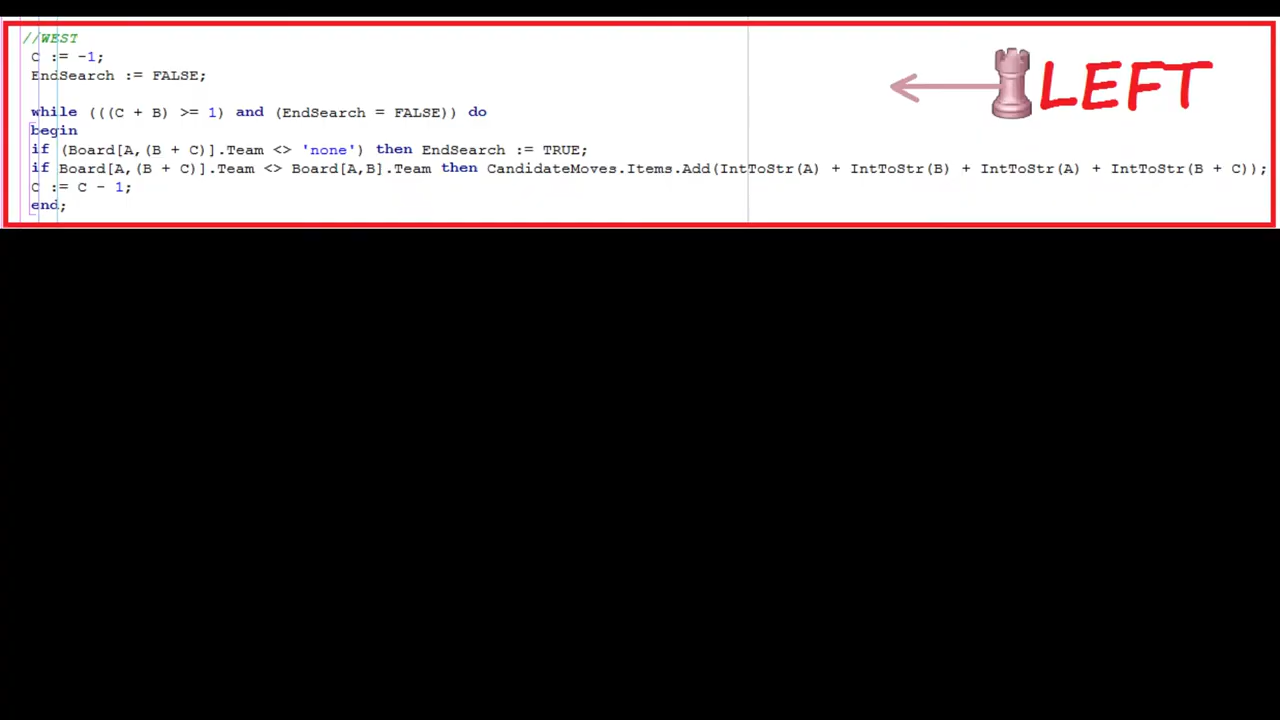 //WEST
C := -1;
EndSearch := FALSE;
while (((C + B) >= 1) and (EndSearch = FALSE)) do
begin
if (Board[A,(B + C)].Team <> 'none') then EndSearch := TRUE;
if Board[A,(B + C)].Team <> Board[A,B].Team then CandidateMoves.Items.Add(IntToStr(A) + IntToStr(B) + IntToStr(A) + IntToStr(B + C));
C := C - 1;
end;
LEFT